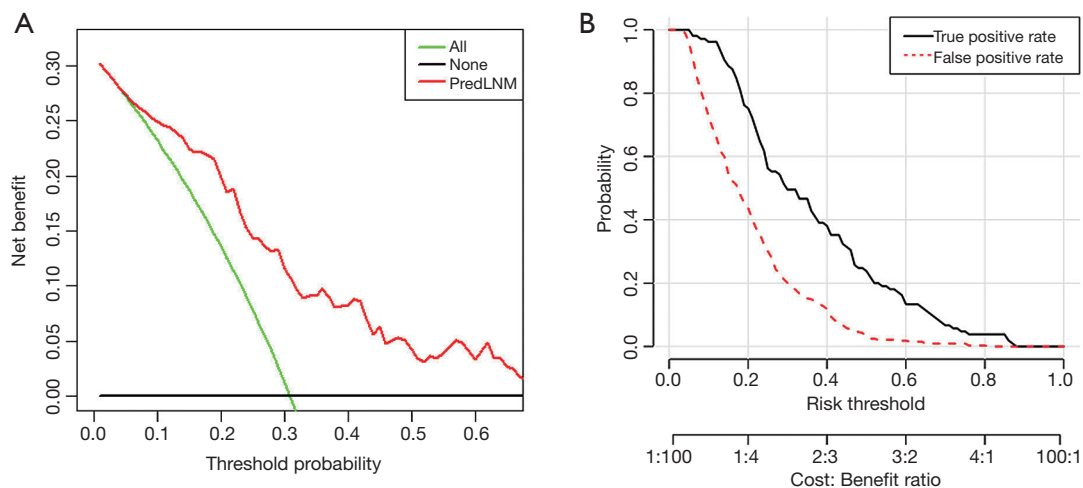 A
Net benefit
0.30
0.25
0.20
0.15
0.10
0.05
0.00
All
None
PredLNM
0.0 0.1 0.2 0.3 0.4 0.5 0.6
Threshold probability
B
Probability
1.0
0.8
0.6
0.4
0.2
0.0
True positive rate
False positive rate
0.0 0.2 0.4 0.6 0.8 1.0
Risk threshold
1:100 1:4 2:3 3:2 4:1 100:1
Cost: Benefit ratio